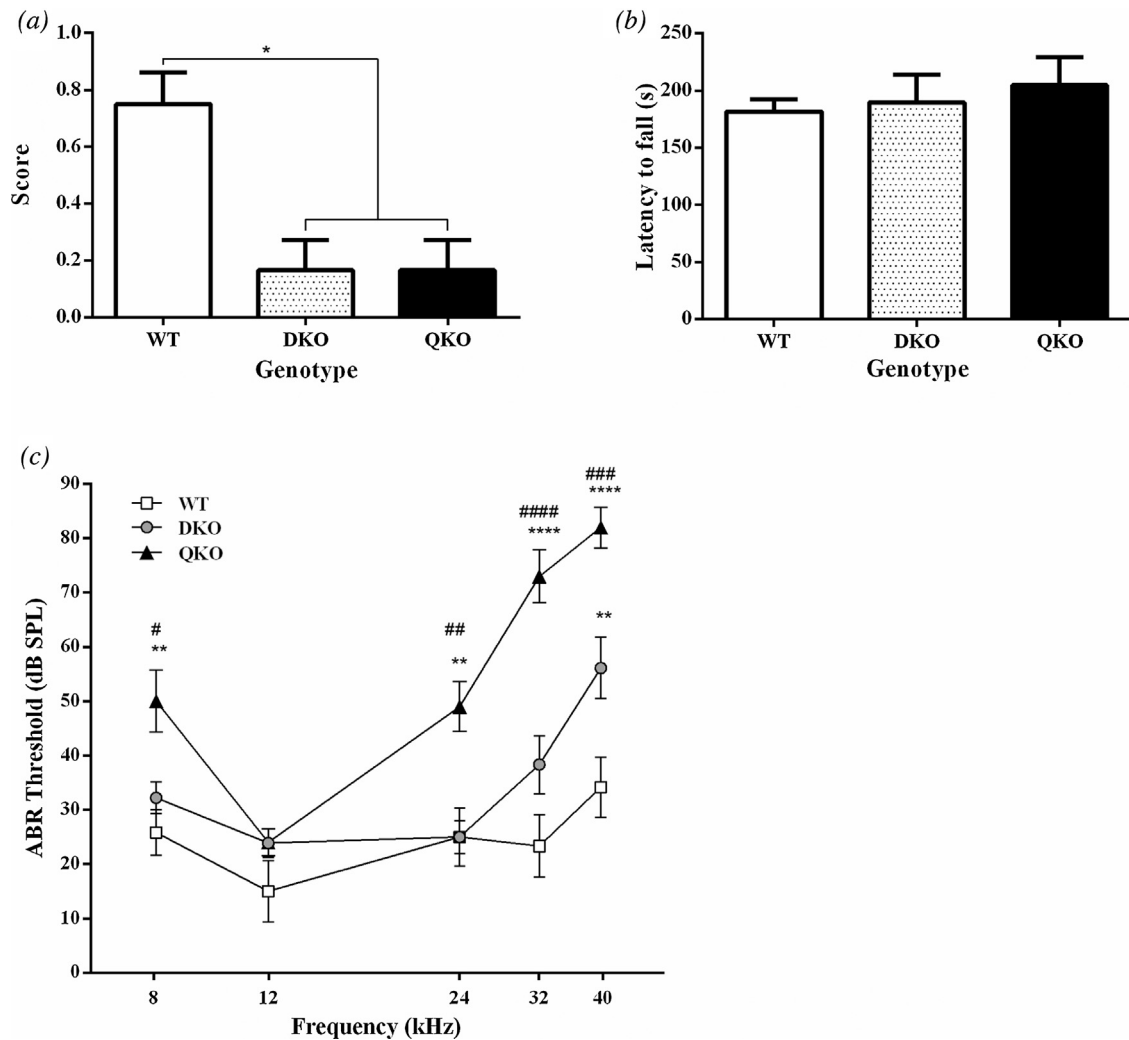 (a)
1.0
0.8
0.6
0.4
0.2
0.0
Score
*
WT DKO QKO
Genotype
(b)
250
200
150
100
50
0
Latency to fall (s)
WT DKO QKO
Genotype
(c)
90
80
70
60
50
40
30
20
10
0
ABR Threshold (dB SPL)
WT
DKO
QKO
#
**
##
**
####
****
###
****
**
8 12 24 32 40
Frequency (kHz)